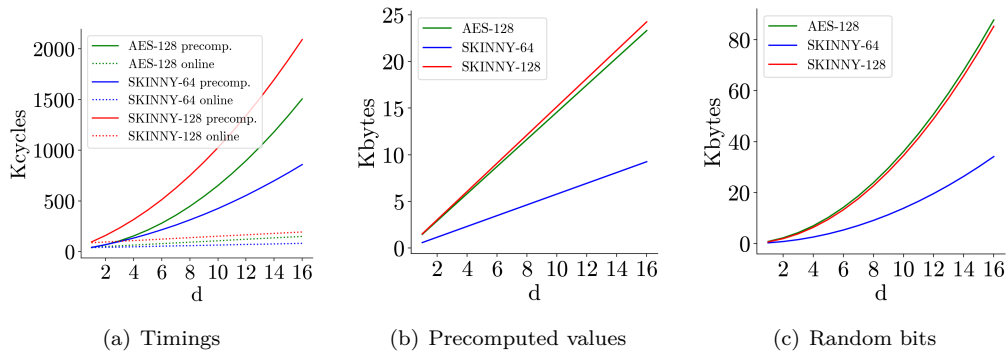 Kcycles
2000
1500
1000
500
0
AES-128 precomp.
AES-128 online
SKINNY-64 precomp.
SKINNY-64 online
SKINNY-128 precomp.
SKINNY-128 online
2 4 6 8 10 12 14 16
d
(a) Timings
Kbytes
25
20
15
10
5
0
AES-128
SKINNY-64
SKINNY-128
2 4 6 8 10 12 14 16
d
(b) Precomputed values
Kbytes
80
60
40
20
0
AES-128
SKINNY-64
SKINNY-128
2 4 6 8 10 12 14 16
d
(c) Random bits